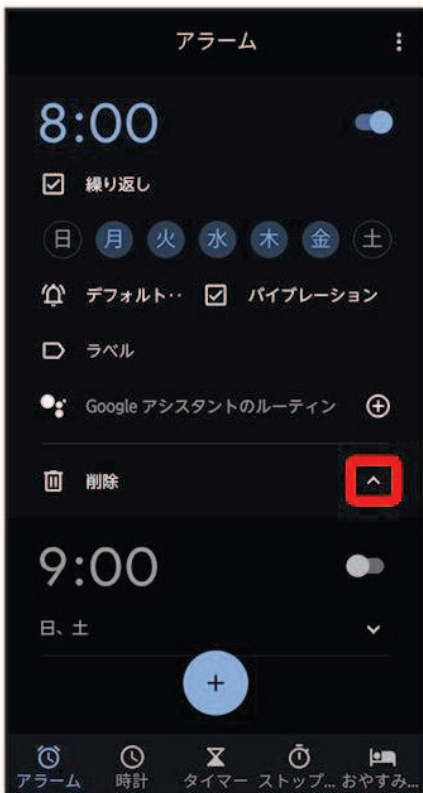 アラーム
8:00
繰り返し
日 月 火 水 木 金 土
デフォルト‥ バイブレーション
ラベル
Google アシスタントのルーティン
削除
9:00
日、土
アラーム 時計 タイマー ストップ... おやすみ...